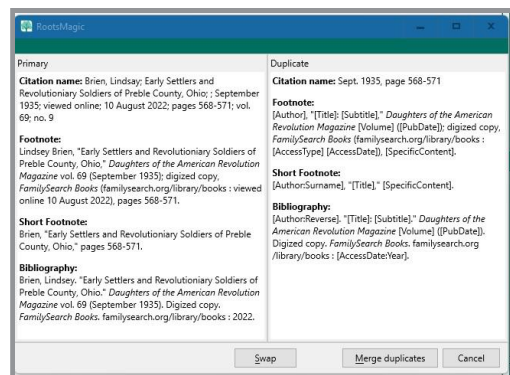 RootsMagic
Primary
Citation name: Brien, Lindsay; Early Settlers and
Revolutionary Soldiers of Preble County, Ohio; ; September
1935; viewed online; 10 August 2022; pages 568-571; vol.
69; no. 9
Footnote:
Lindsey Brien, "Early Settlers and Revolutionary Soldiers of
Preble County, Ohio," Daughters of the American Revolution
Magazine vol. 69 (September 1935); digized copy,
FamilySearch Books (familysearch.org/library/books : viewed
online 10 August 2022), pages 568-571.
Short Footnote:
Brien, "Early Settlers and Revolutionary Soldiers of Preble
County, Ohio," pages 568-571.
Bibliography:
Brien, Lindsey. "Early Settlers and Revolutionary Soldiers of
Preble County, Ohio." Daughters of the American Revolution
Magazine vol. 69 (September 1935). Digized copy.
FamilySearch Books. familysearch.org/library/books : 2022.
Duplicate
Citation name: Sept. 1935, page 568-571
Footnote:
[Author], "[Title]: [Subtitle]," Daughters of the American
Revolution Magazine [Volume] ([PubDate]); digized copy,
FamilySearch Books (familysearch.org/library/books :
[AccessType] [AccessDate]), [SpecificContent].
Short Footnote:
[Author:Surname], "[Title]," [SpecificContent].
Bibliography:
[Author:Reverse]. "[Title]: [Subtitle]." Daughters of the
American Revolution Magazine [Volume] ([PubDate]).
Digized copy. FamilySearch Books. familysearch.org
/library/books : [AccessDate:Year].
Swap
Merge duplicates
Cancel